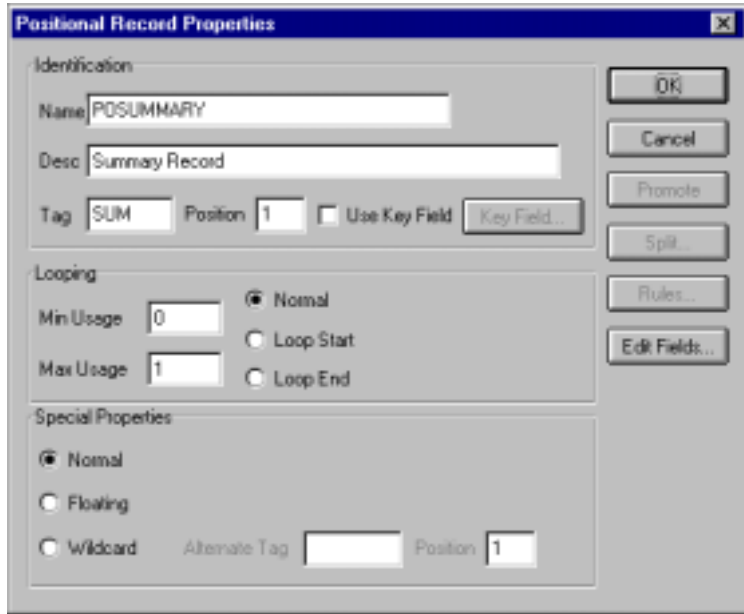 Positional Record Properties
Identification
Name POSUMMARY
Desc Summary Record
Tag SUM Position 1 Use Key Field Key Field...
OK
Cancel
Promote
Split...
Rules...
Edit Fields...
Looping
Min Usage 0
Max Usage 1
Normal
Loop Start
Loop End
Special Properties
Normal
Floating
Wildcard Alternate Tag Position 1